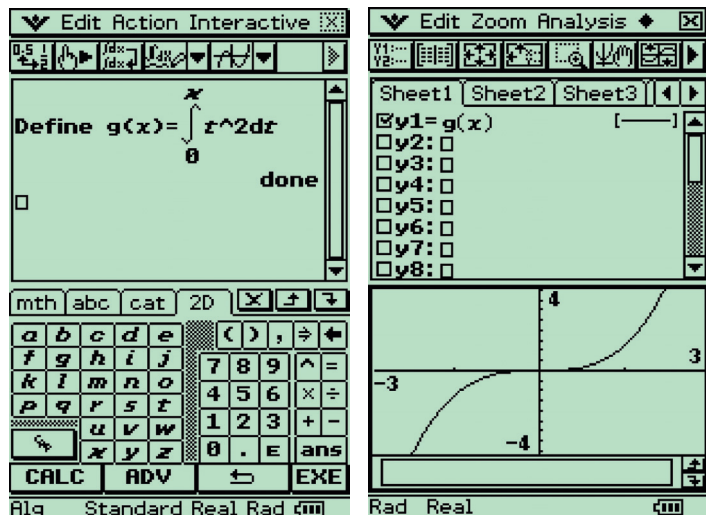 Edit Action Interactive
x
Define g(x)=∫t^2dt
0
done
mth abc cat 2D
a b c d e ( ) , ⇒ ←
f g h i j 7 8 9 ^ =
k l m n o 4 5 6 × ÷
p q r s t 1 2 3 + −
u v w 0 . E ans
x y z
CALC ADV EXE
Alg Standard Real Rad
Edit Zoom Analysis ◆
Y1:...
Y2:...
Sheet1 Sheet2 Sheet3
y1=g(x) [—]
y2:
y3:
y4:
y5:
y6:
y7:
y8:
4
3
-3
-4
Rad Real